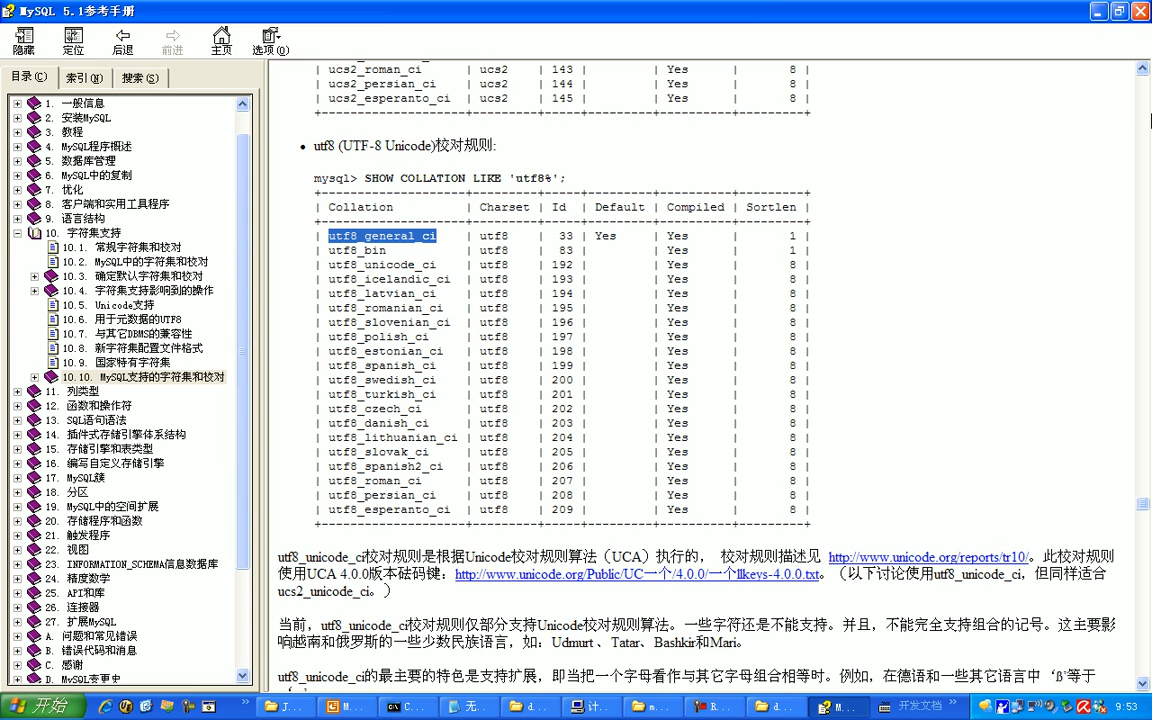 MySQL 5.1参考手册
隐藏 定位 后退 前进 主页 选项(O)
目录(C) 索引(N) 搜索(S)
1. 一般信息
2. 安装MySQL
3. 教程
4. MySQL程序概述
5. 数据库管理
6. MySQL中的复制
7. 优化
8. 客户端和实用工具程序
9. 语言结构
10. 字符集支持
10.1. 常规字符集和校对
10.2. MySQL中的字符集和校对
10.3. 确定默认字符集和校对
10.4. 字符集支持影响到的操作
10.5. Unicode支持
10.6. 用于元数据的UTF8
10.7. 与其它DBMS的兼容性
10.8. 新字符集配置文件格式
10.9. 国家特有字符集
10.10. MySQL支持的字符集和校对
11. 列类型
12. 函数和操作符
13. SQL语句语法
14. 插件式存储引擎体系结构
15. 存储引擎和表类型
16. 编写自定义存储引擎
17. MySQL簇
18. 分区
19. MySQL中的空间扩展
20. 存储程序和函数
21. 触发程序
22. 视图
23. INFORMATION_SCHEMA信息数据库
24. 精度数学
25. API和库
26. 连接器
27. 扩展MySQL
A. 问题和常见错误
B. 错误代码和消息
C. 感谢
D. MySQL变更史
| ucs2_roman_ci | ucs2 | 143 | | Yes | 8 |
| ucs2_persian_ci | ucs2 | 144 | | Yes | 8 |
| ucs2_esperanto_ci | ucs2 | 145 | | Yes | 8 |
• utf8 (UTF-8 Unicode)校对规则:
mysql> SHOW COLLATION LIKE 'utf8%';
| Collation | Charset | Id | Default | Compiled | Sortlen |
| utf8_general_ci | utf8 | 33 | Yes | Yes | 1 |
| utf8_bin | utf8 | 83 | | Yes | 1 |
| utf8_unicode_ci | utf8 | 192 | | Yes | 8 |
| utf8_icelandic_ci | utf8 | 193 | | Yes | 8 |
| utf8_latvian_ci | utf8 | 194 | | Yes | 8 |
| utf8_romanian_ci | utf8 | 195 | | Yes | 8 |
| utf8_slovenian_ci | utf8 | 196 | | Yes | 8 |
| utf8_polish_ci | utf8 | 197 | | Yes | 8 |
| utf8_estonian_ci | utf8 | 198 | | Yes | 8 |
| utf8_spanish_ci | utf8 | 199 | | Yes | 8 |
| utf8_swedish_ci | utf8 | 200 | | Yes | 8 |
| utf8_turkish_ci | utf8 | 201 | | Yes | 8 |
| utf8_czech_ci | utf8 | 202 | | Yes | 8 |
| utf8_danish_ci | utf8 | 203 | | Yes | 8 |
| utf8_lithuanian_ci | utf8 | 204 | | Yes | 8 |
| utf8_slovak_ci | utf8 | 205 | | Yes | 8 |
| utf8_spanish2_ci | utf8 | 206 | | Yes | 8 |
| utf8_roman_ci | utf8 | 207 | | Yes | 8 |
| utf8_persian_ci | utf8 | 208 | | Yes | 8 |
| utf8_esperanto_ci | utf8 | 209 | | Yes | 8 |
utf8_unicode_ci校对规则是根据Unicode校对规则算法（UCA）执行的， 校对规则描述见 http://www.unicode.org/reports/tr10/。此校对规则
使用UCA 4.0.0版本砝码键：http://www.unicode.org/Public/UC一个/4.0.0/一个llkeys-4.0.0.txt。（以下讨论使用utf8_unicode_ci，但同样适合
ucs2_unicode_ci。）
当前，utf8_unicode_ci校对规则仅部分支持Unicode校对规则算法。一些字符还是不能支持。并且，不能完全支持组合的记号。这主要影
响越南和俄罗斯的一些少数民族语言，如：Udmurt 、Tatar、Bashkir和Mari。
utf8_unicode_ci的最主要的特色是支持扩展，即当把一个字母看作与其它字母组合相等时。例如，在德语和一些其它语言中‘ß’等于
开始 J... M... C... 无... d... 计... n... R... d... M... 开发文档 9:53